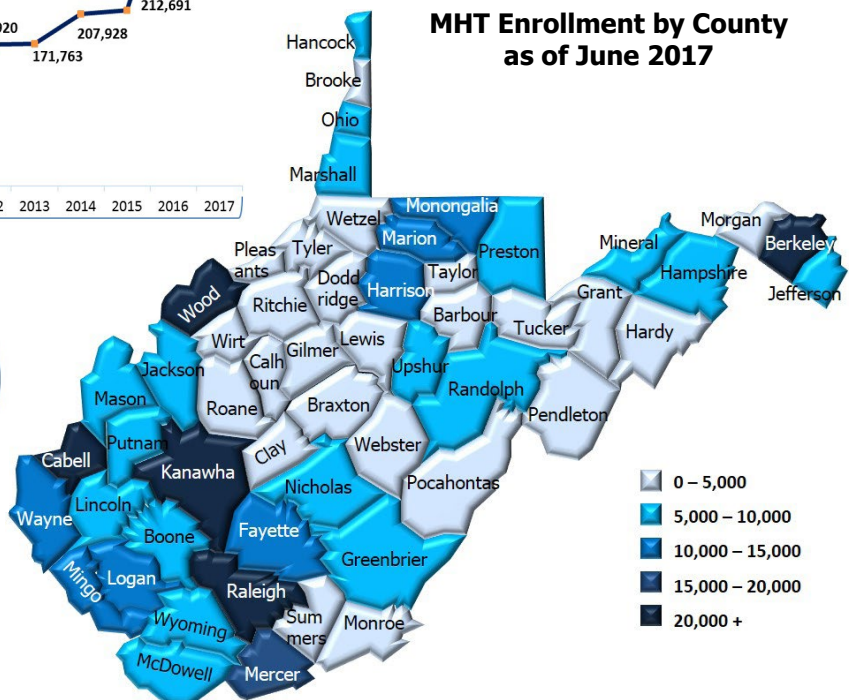 MHT Enrollment by County
as of June 2017
920
171,763
207,928
212,691
2013 2014 2015 2016 2017
Hancock
Brooke
Ohio
Marshall
Wetzel
Monongalia
Marion
Preston
Tyler
Pleas
ants
Dodd
ridge
Harrison
Taylor
Wood
Ritchie
Barbour
Tucker
Grant
Mineral
Hampshire
Morgan
Berkeley
Jefferson
Hardy
Wirt
Calh
oun
Gilmer
Lewis
Upshur
Randolph
Pendleton
Jackson
Mason
Roane
Braxton
Webster
Pocahontas
Putnam
Cabell
Kanawha
Clay
Nicholas
Wayne
Lincoln
Boone
Fayette
Greenbrier
Mingo
Logan
Raleigh
Sum
mers
Monroe
Wyoming
McDowell
Mercer
0 – 5,000
5,000 – 10,000
10,000 – 15,000
15,000 – 20,000
20,000 +